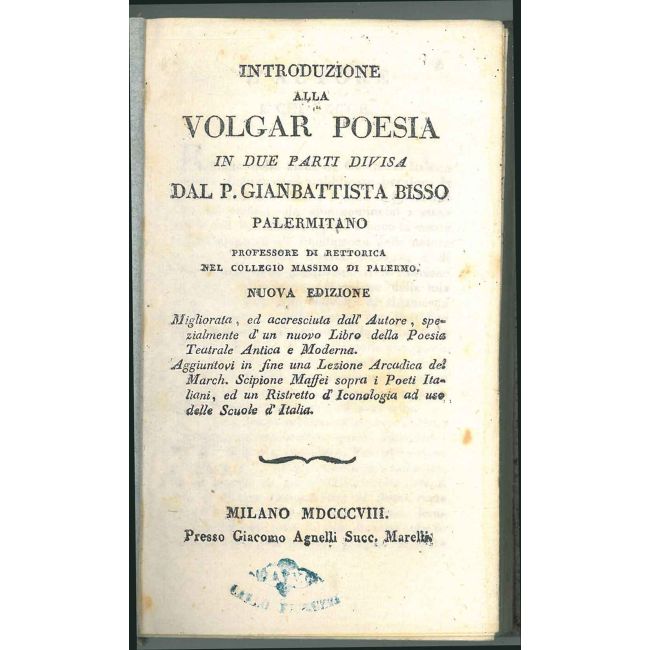 INTRODUZIONE
ALLA
VOLGAR POESIA
IN DUE PARTI DIVISA
DAL P. GIANBATTISTA BISSO
PALERMITANO
PROFESSORE DI RETTORICA
NEL COLLEGIO MASSIMO DI PALERMO.
NUOVA EDIZIONE
Migliorata, ed accresciuta dall' Autore, spe-
zialmente d'un nuovo Libro della Poesia
Teatrale Antica e Moderna.
Aggiuntovi in fine una Lezione Arcadica del
March. Scipione Maffei sopra i Poeti Ita-
liani, ed un Ristretto d'Iconologia ad uso
delle Scuole d'Italia.
MILANO MDCCCVIII.
Presso Giacomo Agnelli Succ. Marelli.